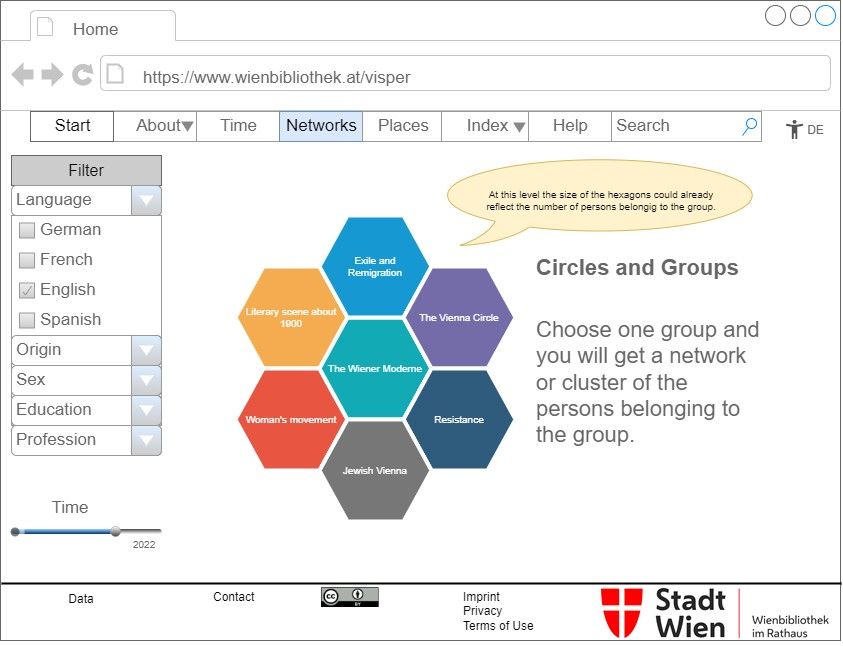 Home
https://www.wienbibliothek.at/visper
Start
About
Time
Networks
Places
Index
Help
Search
DE
Filter
Language
German
French
English
Spanish
Origin
Sex
Education
Profession
Time
2022
At this level the size of the hexagons could already
reflect the number of persons belongig to the group.
Exile and
Remigration
Literary scene about
1900
The Vienna Circle
The Wiener Moderne
Woman's movement
Resistance
Jewish Vienna
Circles and Groups
Choose one group and
you will get a network
or cluster of the
persons belonging to
the group.
Data
Contact
cc
BY
Imprint
Privacy
Terms of Use
Stadt
Wien
Wienbibliothek
im Rathaus